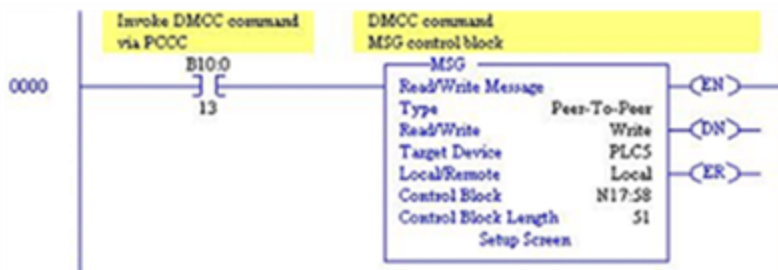 Invoke DMCC command
via PCCC
DMCC command
MSG control block
B10:0
13
0000
MSG
Read/Write Message
Type Peer-To-Peer
Read/Write Write
Target Device PLC5
Local/Remote Local
Control Block N17:58
Control Block Length 51
Setup Screen
EN
DN
ER